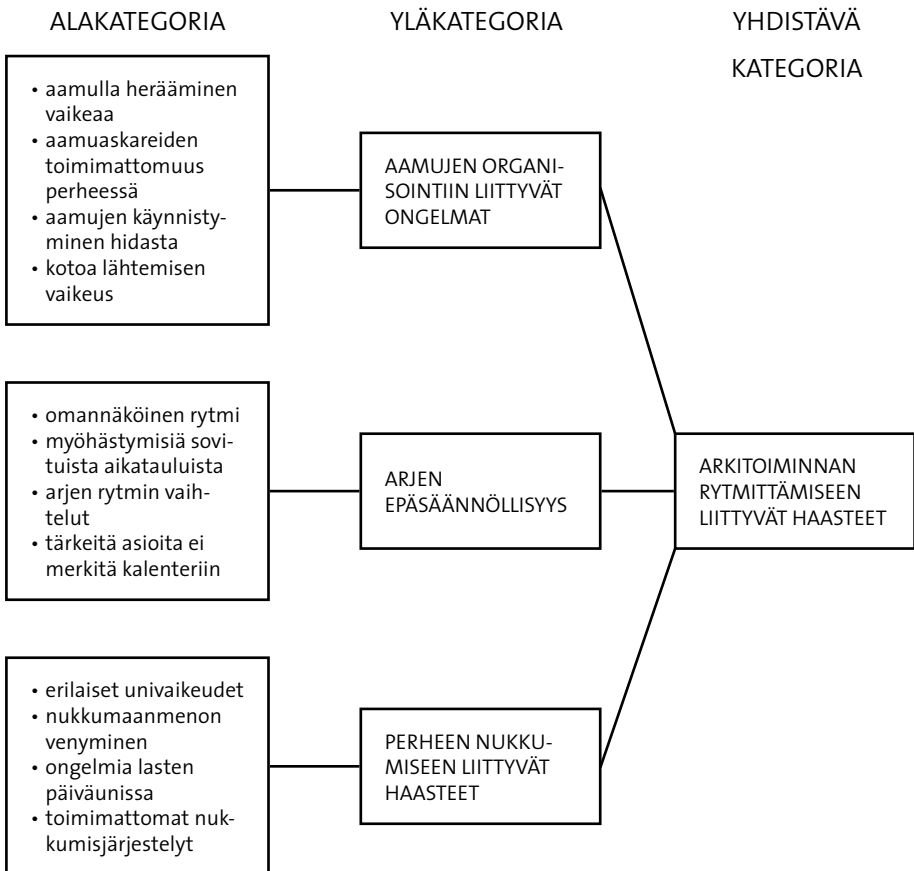 ALAKATEGORIA
YLÄKATEGORIA
YHDISTÄVÄ
KATEGORIA
• aamulla herääminen
vaikeaa
• aamuaskareiden
toimimattomuus
perheessä
• aamujen käynnisty-
minen hidasta
• kotoa lähtemisen
vaikeus
AAMUJEN ORGANI-
SOINTIIN LIITTYVÄT
ONGELMAT
• omannäköinen rytmi
• myöhästymisiä sovi-
tuista aikatauluista
• arjen rytmin vaih-
telut
• tärkeitä asioita ei
merkitä kalenteriin
ARJEN
EPÄSÄÄNNÖLLISYYS
ARKITOIMINNAN
RYTMITTÄMISEEN
LIITTYVÄT HAASTEET
• erilaiset univaikeudet
• nukkumaanmenon
venyminen
• ongelmia lasten
päiväunissa
• toimimattomat nuk-
kumisjärjestelyt
PERHEEN NUKKU-
MISEEN LIITTYVÄT
HAASTEET